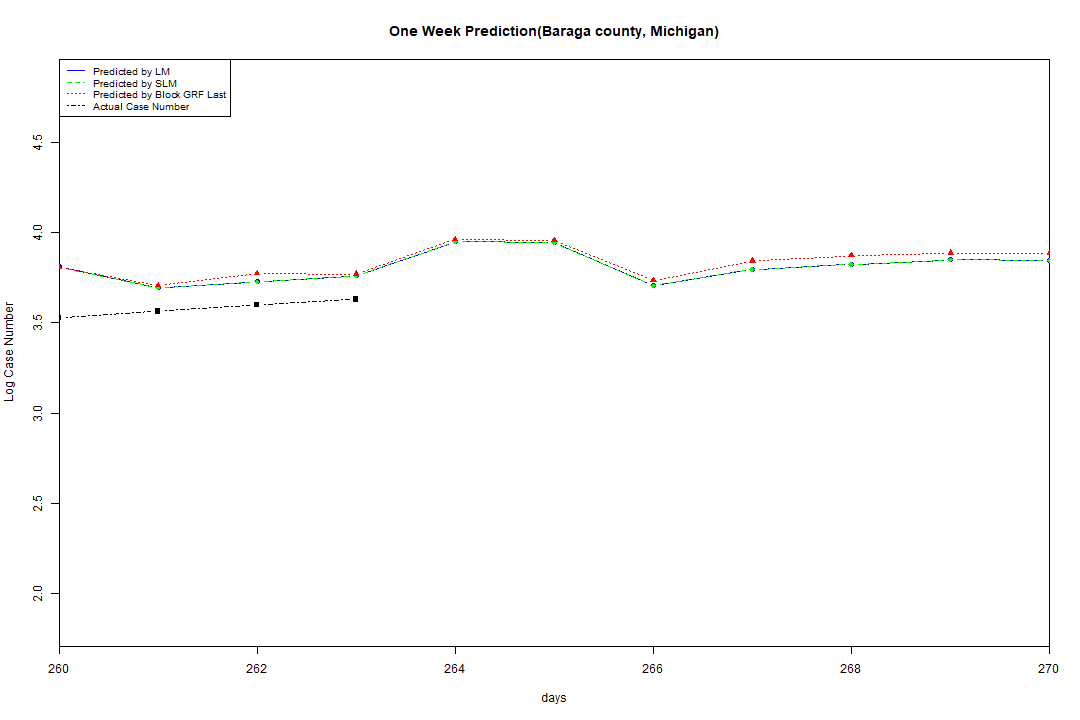 One Week Prediction(Baraga county, Michigan)
Predicted by LM
Predicted by SLM
Predicted by Block GRF Last
Actual Case Number
4.5
4.0
3.5
3.0
2.5
2.0
Log Case Number
260 262 264 266 268 270
days